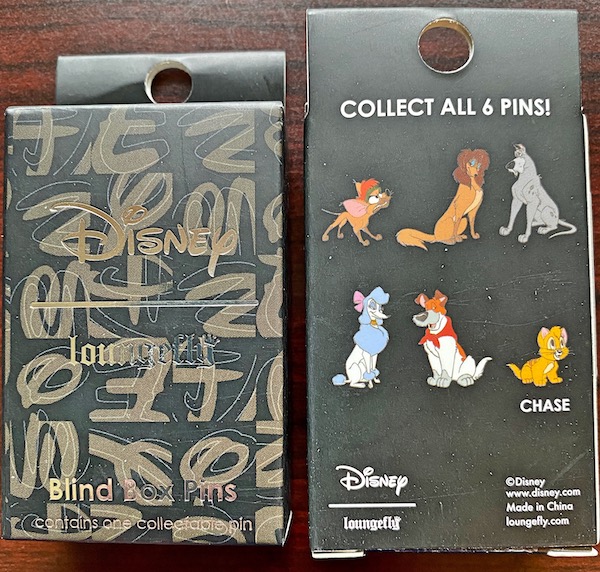 Disney
loungefly
Blind Box Pins
contains one collectable pin
COLLECT ALL 6 PINS!
CHASE
Disney
loungefly
©Disney
www.disney.com
Made in China
loungefly.com